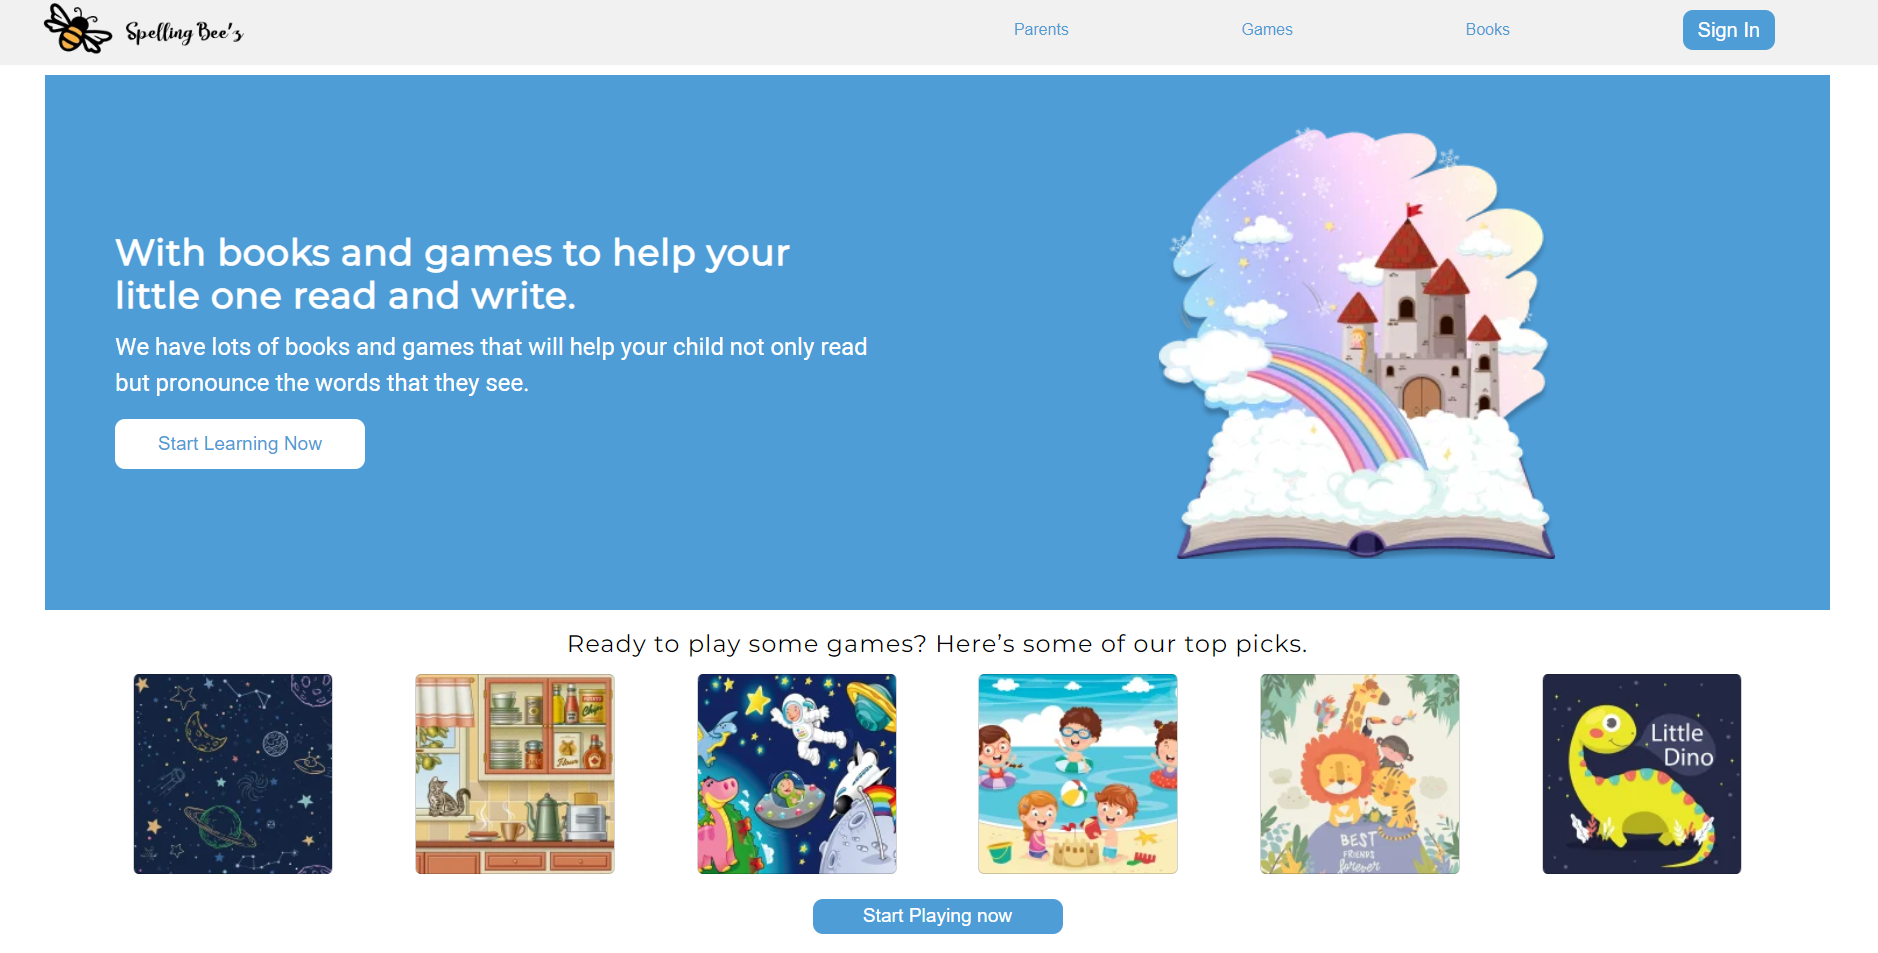 Spelling Bee'z
Parents
Games
Books
Sign In
With books and games to help your
little one read and write.
We have lots of books and games that will help your child not only read
but pronounce the words that they see.
Start Learning Now
Ready to play some games? Here’s some of our top picks.
Chips
Flour
BEST
FRIENDS
forever
Little
Dino
Start Playing now